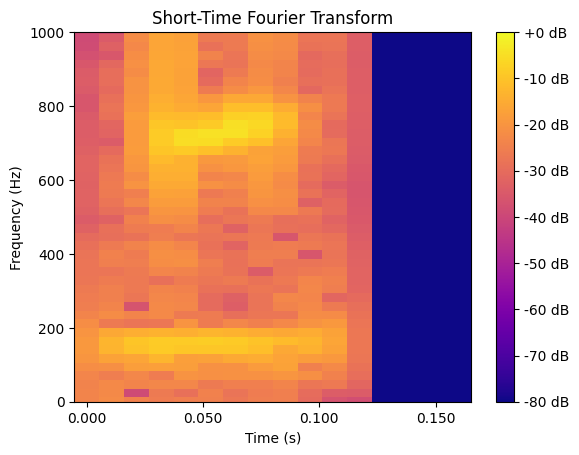 Short-Time Fourier Transform
1000
800
600
400
200
0
Frequency (Hz)
0.000
0.050
0.100
0.150
Time (s)
+0 dB
-10 dB
-20 dB
-30 dB
-40 dB
-50 dB
-60 dB
-70 dB
-80 dB